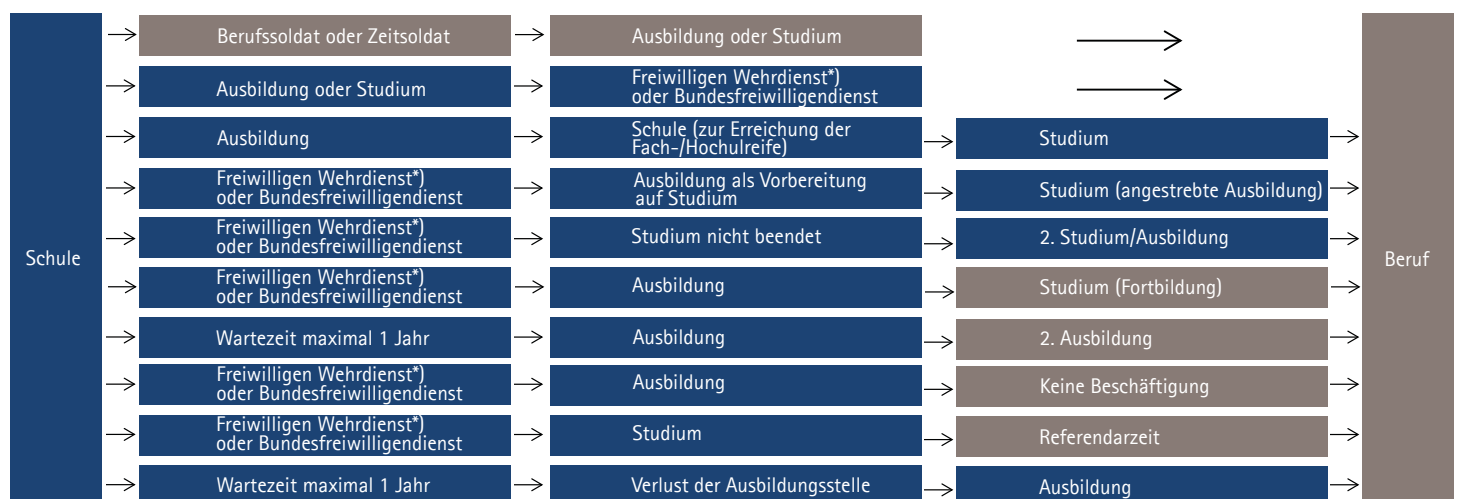 Schule
Berufssoldat oder Zeitsoldat
Ausbildung oder Studium
Ausbildung oder Studium
Freiwilligen Wehrdienst*)
oder Bundesfreiwilligendienst
Ausbildung
Schule (zur Erreichung der
Fach-/Hochulreife)
Studium
Freiwilligen Wehrdienst*)
oder Bundesfreiwilligendienst
Ausbildung als Vorbereitung
auf Studium
Studium (angestrebte Ausbildung)
Freiwilligen Wehrdienst*)
oder Bundesfreiwilligendienst
Studium nicht beendet
2. Studium/Ausbildung
Freiwilligen Wehrdienst*)
oder Bundesfreiwilligendienst
Ausbildung
Studium (Fortbildung)
Wartezeit maximal 1 Jahr
Ausbildung
2. Ausbildung
Freiwilligen Wehrdienst*)
oder Bundesfreiwilligendienst
Ausbildung
Keine Beschäftigung
Freiwilligen Wehrdienst*)
oder Bundesfreiwilligendienst
Studium
Referendarzeit
Wartezeit maximal 1 Jahr
Verlust der Ausbildungsstelle
Ausbildung
Beruf